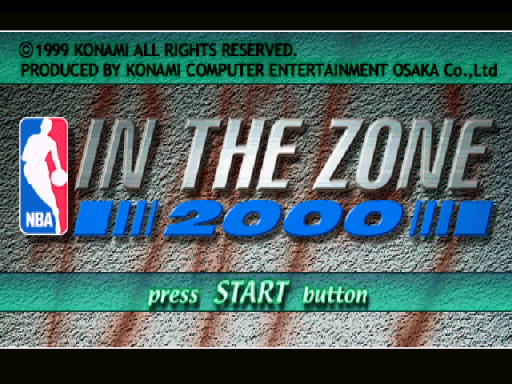 ©1999 KONAMI ALL RIGHTS RESERVED.
PRODUCED BY KONAMI COMPUTER ENTERTAINMENT OSAKA Co.,Ltd
IN THE ZONE
NBA
2000
press START button